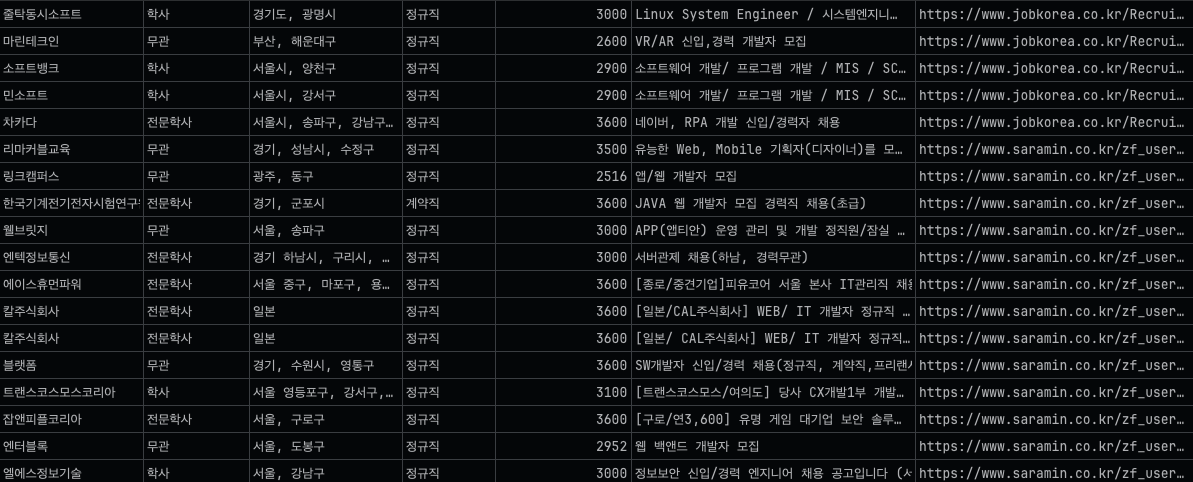 줄탁동시소프트 학사 경기도, 광명시 정규직 3000 Linux System Engineer / 시스템엔지니… https://www.jobkorea.co.kr/Recrui…
마린테크인 무관 부산, 해운대구 정규직 2600 VR/AR 신입,경력 개발자 모집 https://www.jobkorea.co.kr/Recrui…
소프트뱅크 학사 서울시, 양천구 정규직 2900 소프트웨어 개발/ 프로그램 개발 / MIS / SC… https://www.jobkorea.co.kr/Recrui…
민소프트 학사 서울시, 강서구 정규직 2900 소프트웨어 개발/ 프로그램 개발 / MIS / SC… https://www.jobkorea.co.kr/Recrui…
차카다 전문학사 서울시, 송파구, 강남구… 정규직 3600 네이버, RPA 개발 신입/경력자 채용 https://www.jobkorea.co.kr/Recrui…
리마커블교육 무관 경기, 성남시, 수정구 정규직 3500 유능한 Web, Mobile 기획자(디자이너)를 모… https://www.saramin.co.kr/zf_user…
링크캠퍼스 무관 광주, 동구 정규직 2516 앱/웹 개발자 모집 https://www.saramin.co.kr/zf_user…
한국기계전기전자시험연구원 전문학사 경기, 군포시 계약직 3600 JAVA 웹 개발자 모집 경력직 채용(초급) https://www.saramin.co.kr/zf_user…
웰브릿지 무관 서울, 송파구 정규직 3000 APP(앱티안) 운영 관리 및 개발 정직원/잠실 … https://www.saramin.co.kr/zf_user…
엔텍정보통신 전문학사 경기 하남시, 구리시, … 정규직 3000 서버관제 채용(하남, 경력무관) https://www.saramin.co.kr/zf_user…
에이스휴먼파워 전문학사 서울 중구, 마포구, 용… 정규직 3600 [종로/중견기업]피유코어 서울 본사 IT관리직 채용 https://www.saramin.co.kr/zf_user…
칼주식회사 전문학사 일본 정규직 3600 [일본/CAL주식회사] WEB/ IT 개발자 정규직 … https://www.saramin.co.kr/zf_user…
칼주식회사 전문학사 일본 정규직 3600 [일본/ CAL주식회사] WEB/ IT 개발자 정규직… https://www.saramin.co.kr/zf_user…
블랫폼 무관 경기, 수원시, 영통구 정규직 3600 SW개발자 신입/경력 채용(정규직, 계약직,프리랜서 https://www.saramin.co.kr/zf_user…
트랜스코스모스코리아 학사 서울 영등포구, 강서구,… 정규직 3100 [트랜스코스모스/여의도] 당사 CX개발1부 개발… https://www.saramin.co.kr/zf_user…
잡앤피플코리아 전문학사 서울, 구로구 정규직 3600 [구로/연3,600] 유명 게임 대기업 보안 솔루… https://www.saramin.co.kr/zf_user…
엔터블록 무관 서울, 도봉구 정규직 2952 웹 백앤드 개발자 모집 https://www.saramin.co.kr/zf_user…
엘에스정보기술 학사 서울, 강남구 정규직 3000 정보보안 신입/경력 엔지니어 채용 공고입니다 (서 https://www.saramin.co.kr/zf_user…